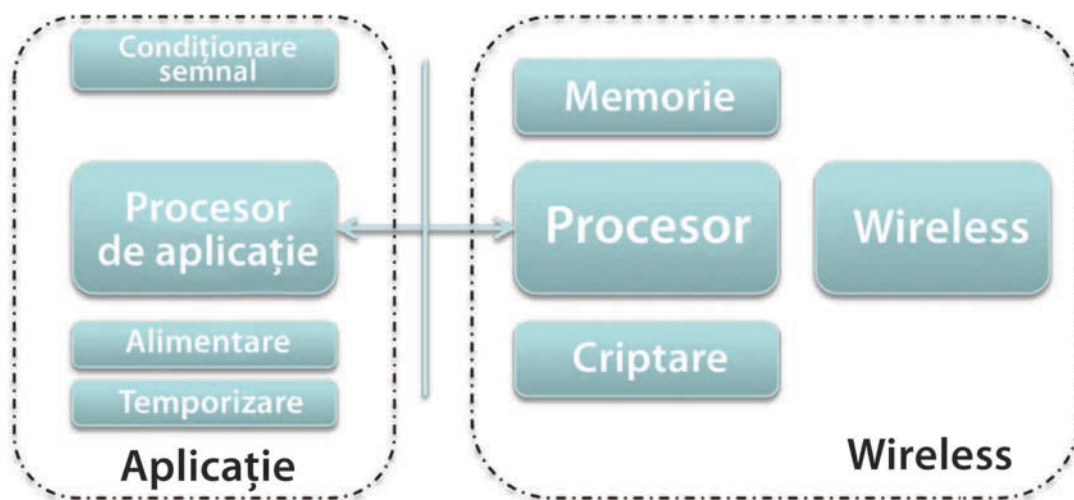 Condiționare
semnal
Procesor
de aplicație
Alimentare
Temporizare
Aplicație
Memorie
Procesor
Wireless
Criptare
Wireless